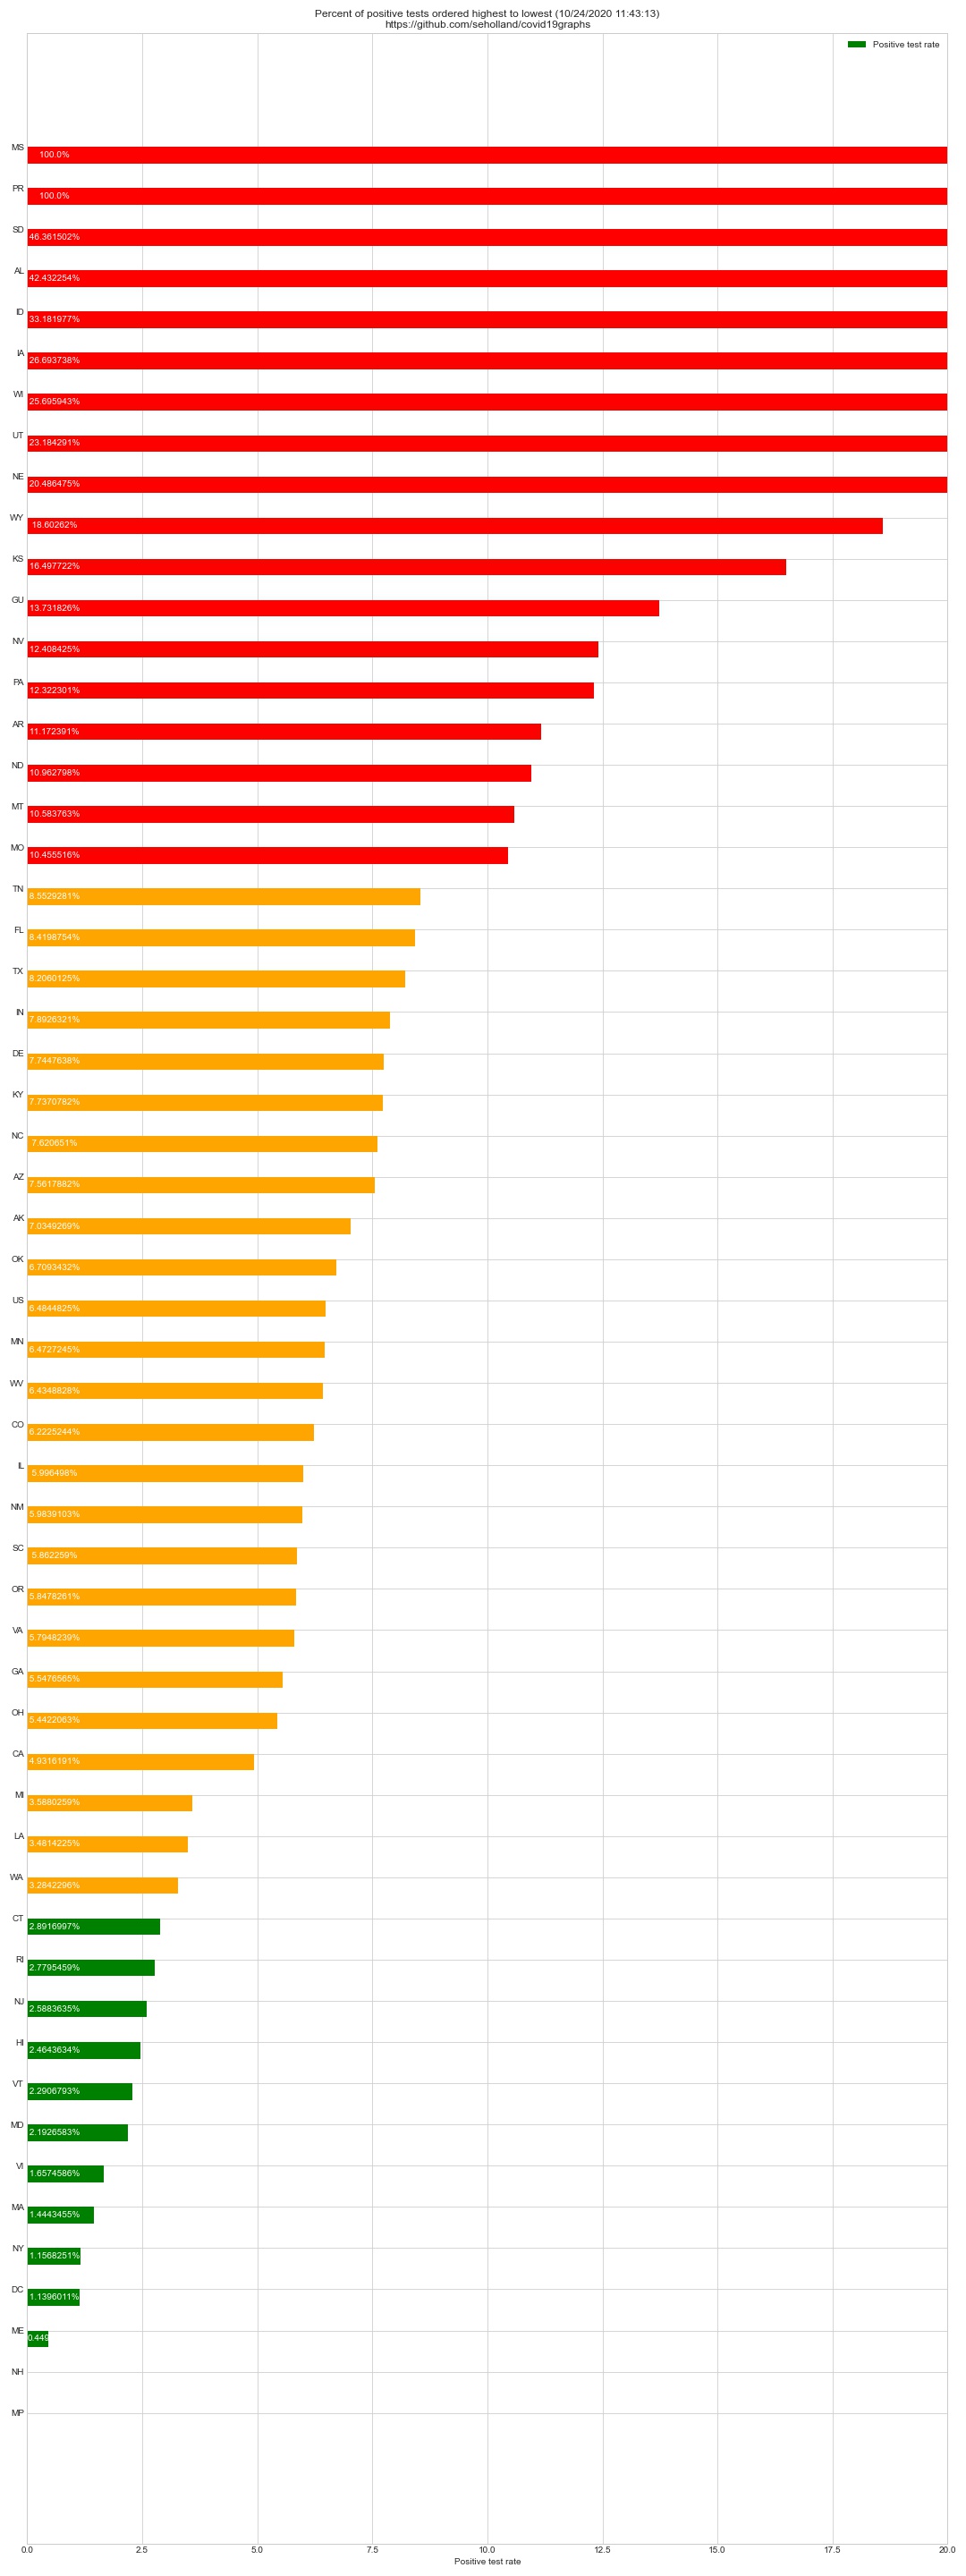 Percent of positive tests ordered highest to lowest (10/24/2020 11:43:13)
https://github.com/seholland/covid19graphs
Positive test rate
MS 100.0%
PR 100.0%
SD 46.361502%
AL 42.432254%
ID 33.181977%
IA 26.693738%
WI 25.695943%
UT 23.184291%
NE 20.486475%
WY 18.60262%
KS 16.497722%
GU 13.731826%
NV 12.408425%
PA 12.322301%
AR 11.172391%
ND 10.962798%
MT 10.583763%
MO 10.455516%
TN 8.5529281%
FL 8.4198754%
TX 8.2060125%
IN 7.8926321%
DE 7.7447638%
KY 7.7370782%
NC 7.620651%
AZ 7.5617882%
AK 7.0349269%
OK 6.7093432%
US 6.4844825%
MN 6.4727245%
WV 6.4348828%
CO 6.2225244%
IL 5.996498%
NM 5.9839103%
SC 5.862259%
OR 5.8478261%
VA 5.7948239%
GA 5.5476565%
OH 5.4422063%
CA 4.9316191%
MI 3.5880259%
LA 3.4814225%
WA 3.2842296%
CT 2.8916997%
RI 2.7795459%
NJ 2.5883635%
HI 2.4643634%
VT 2.2906793%
MD 2.1926583%
VI 1.6574586%
MA 1.4443455%
NY 1.1568251%
DC 1.1396011%
ME 0.449
NH
MP
0.0 2.5 5.0 7.5 10.0 12.5 15.0 17.5 20.0
Positive test rate